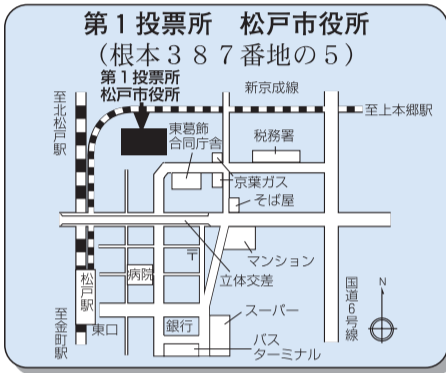 第１投票所　松戸市役所
（根本３８７番地の５）
第１投票所
松戸市役所
新京成線
至北松戸駅
至上本郷駅
東葛飾
合同庁舎
税務署
京葉ガス
そば屋
〒
マンション
病院
立体交差
松戸駅
国道６号線
N
スーパー
至金町駅
東口
銀行
バス
ターミナル